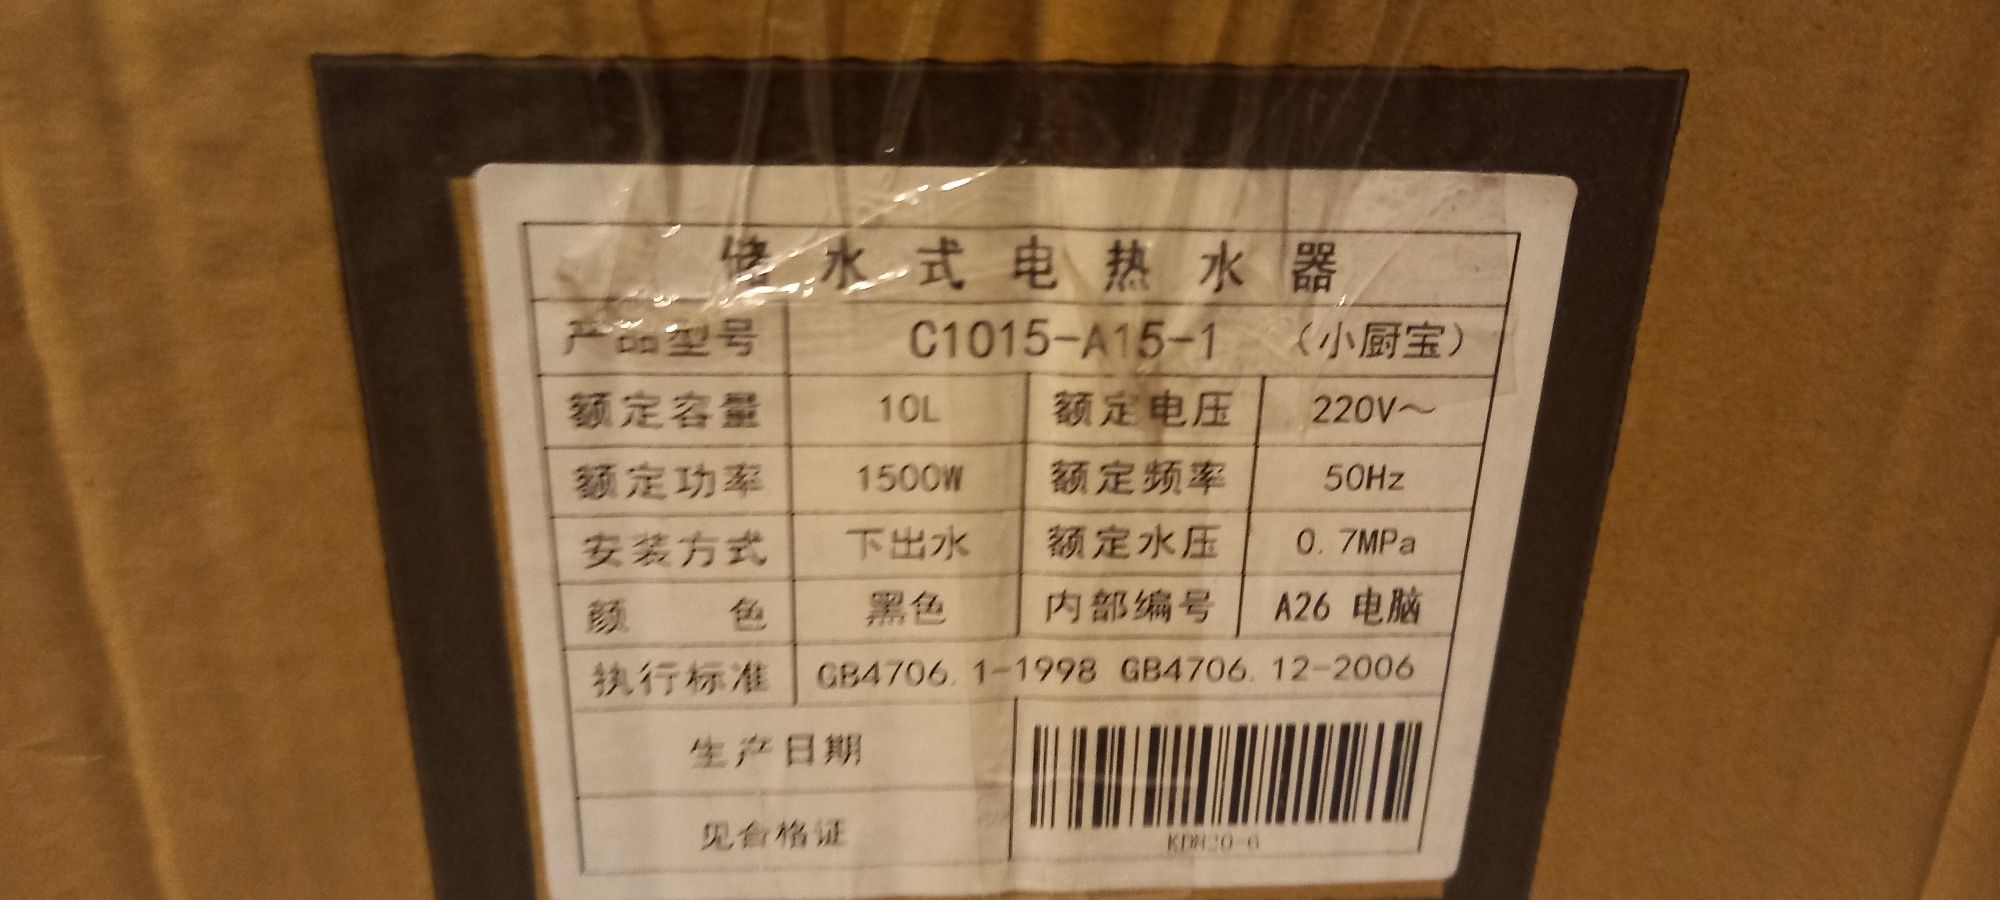 储水式电热水器
产品型号 C1015-A15-1 （小厨宝）
额定容量 10L 额定电压 220V～
额定功率 1500W 额定频率 50Hz
安装方式 下出水 额定水压 0.7MPa
颜 色 黑色 内部编号 A26 电脑
执行标准 GB4706.1-1998 GB4706.12-2006
生产日期
见合格证